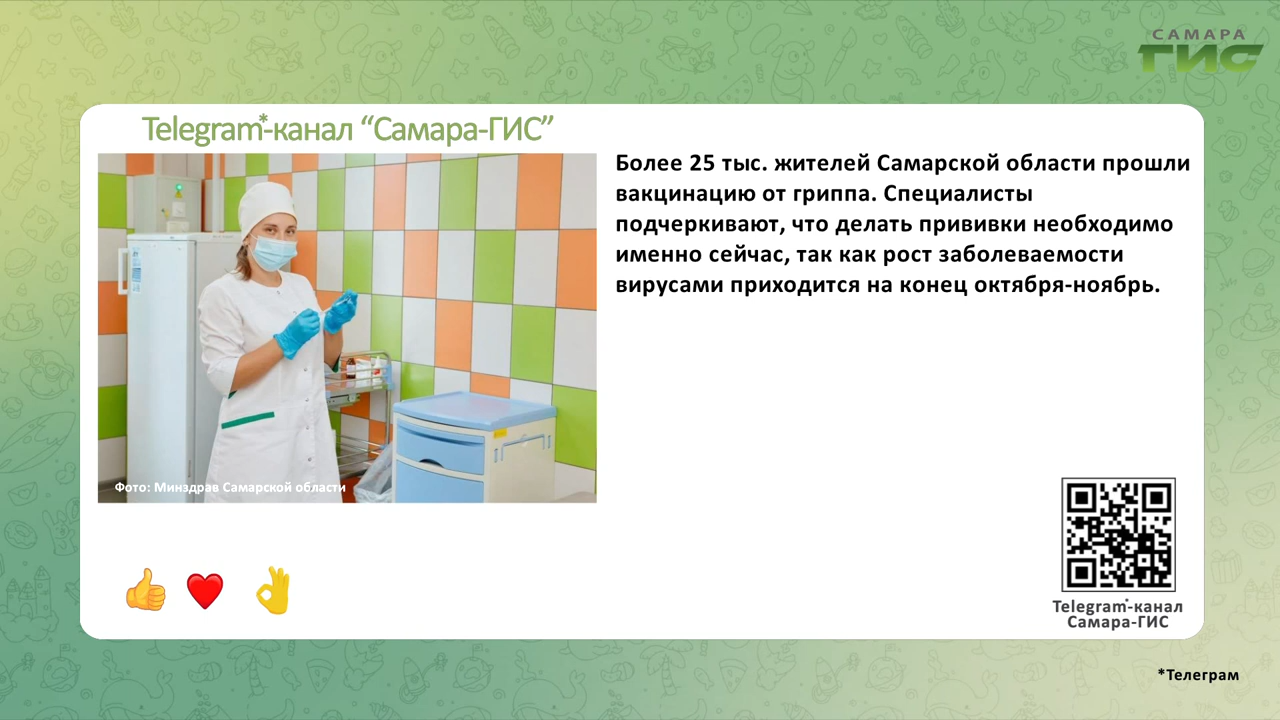 САМАРА
ГИС
Telegram*-канал “Самара-ГИС”
Более 25 тыс. жителей Самарской области прошли
вакцинацию от гриппа. Специалисты
подчеркивают, что делать прививки необходимо
именно сейчас, так как рост заболеваемости
вирусами приходится на конец октября-ноябрь.
Фото: Минздрав Самарской области
Telegram*-канал
Самара-ГИС
*Телеграм